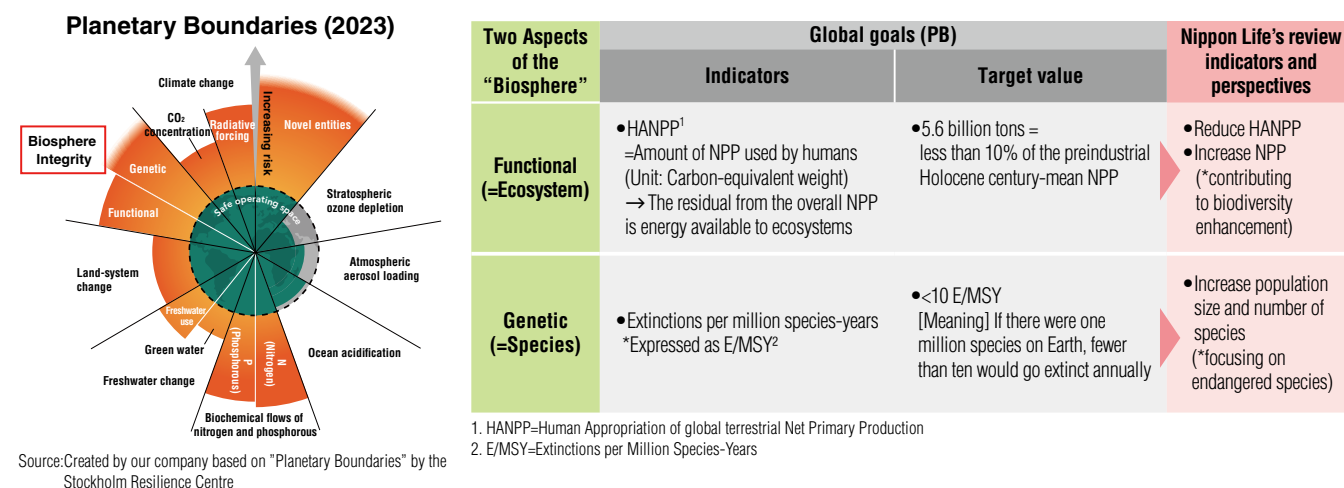 Planetary Boundaries (2023)
Climate change
CO₂
concentration
Radiative
forcing
Increasing risk
Novel entities
Biosphere
Integrity
Genetic
Functional
Safe operating space
Stratospheric
ozone depletion
Atmospheric
aerosol loading
Land-system
change
Freshwater
use
Green water
Freshwater change
P
(Phosphorous)
N
(Nitrogen)
Ocean acidification
Biochemical flows of
nitrogen and phosphorous
Source:Created by our company based on "Planetary Boundaries" by the
Stockholm Resilience Centre
Two Aspects
of the
“Biosphere”
Global goals (PB)
Indicators
Target value
Nippon Life’s review
indicators and
perspectives
Functional
(=Ecosystem)
●HANPP¹
=Amount of NPP used by humans
(Unit: Carbon-equivalent weight)
→ The residual from the overall NPP
is energy available to ecosystems
●5.6 billion tons =
less than 10% of the preindustrial
Holocene century-mean NPP
●Reduce HANPP
●Increase NPP
(*contributing
to biodiversity
enhancement)
Genetic
(=Species)
●Extinctions per million species-years
*Expressed as E/MSY²
●<10 E/MSY
[Meaning] If there were one
million species on Earth, fewer
than ten would go extinct annually
●Increase population
size and number of
species
(*focusing on
endangered species)
1. HANPP=Human Appropriation of global terrestrial Net Primary Production
2. E/MSY=Extinctions per Million Species-Years